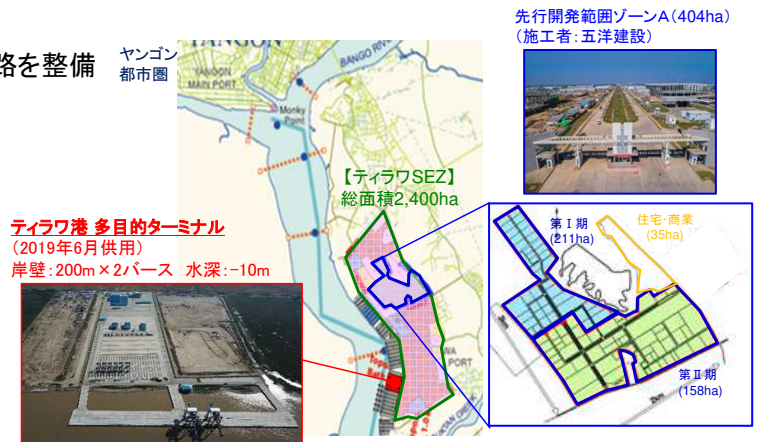 先行開発範囲ゾーンA(404ha)
(施工者:五洋建設)
路を整備
ヤンゴン
都市圏
YANGON
BANGO RIVER
YANGON
MAIN PORT
Monky
Point
【ティラワSEZ】
総面積2,400ha
ティラワ港 多目的ターミナル
(2019年6月供用)
岸壁:200m×2バース 水深:-10m
第Ⅰ期
(211ha)
住宅・商業
(35ha)
第Ⅱ期
(158ha)
PORT
2km